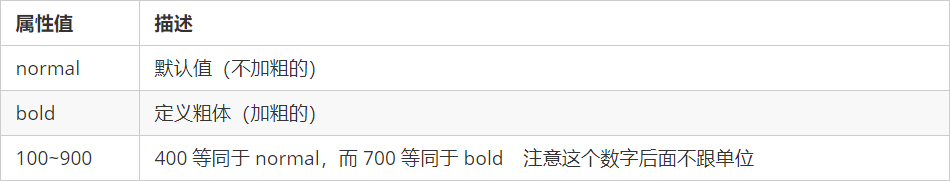 属性值 描述
normal 默认值（不加粗的）
bold 定义粗体（加粗的）
100~900 400 等同于 normal，而 700 等同于 bold 注意这个数字后面不跟单位